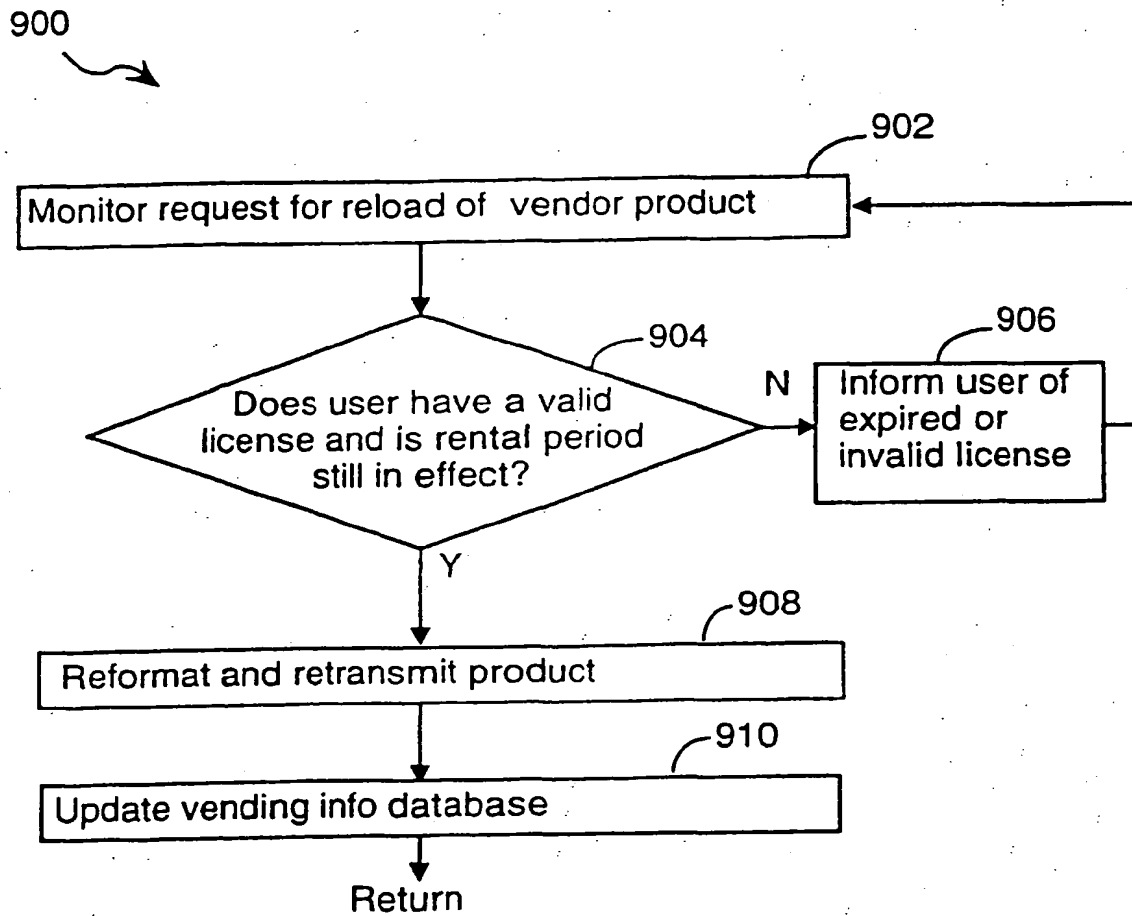 900
902
Monitor request for reload of vendor product
904
Does user have a valid
license and is rental period
still in effect?
N
906
Inform user of
expired or
invalid license
Y
908
Reformat and retransmit product
910
Update vending info database
Return